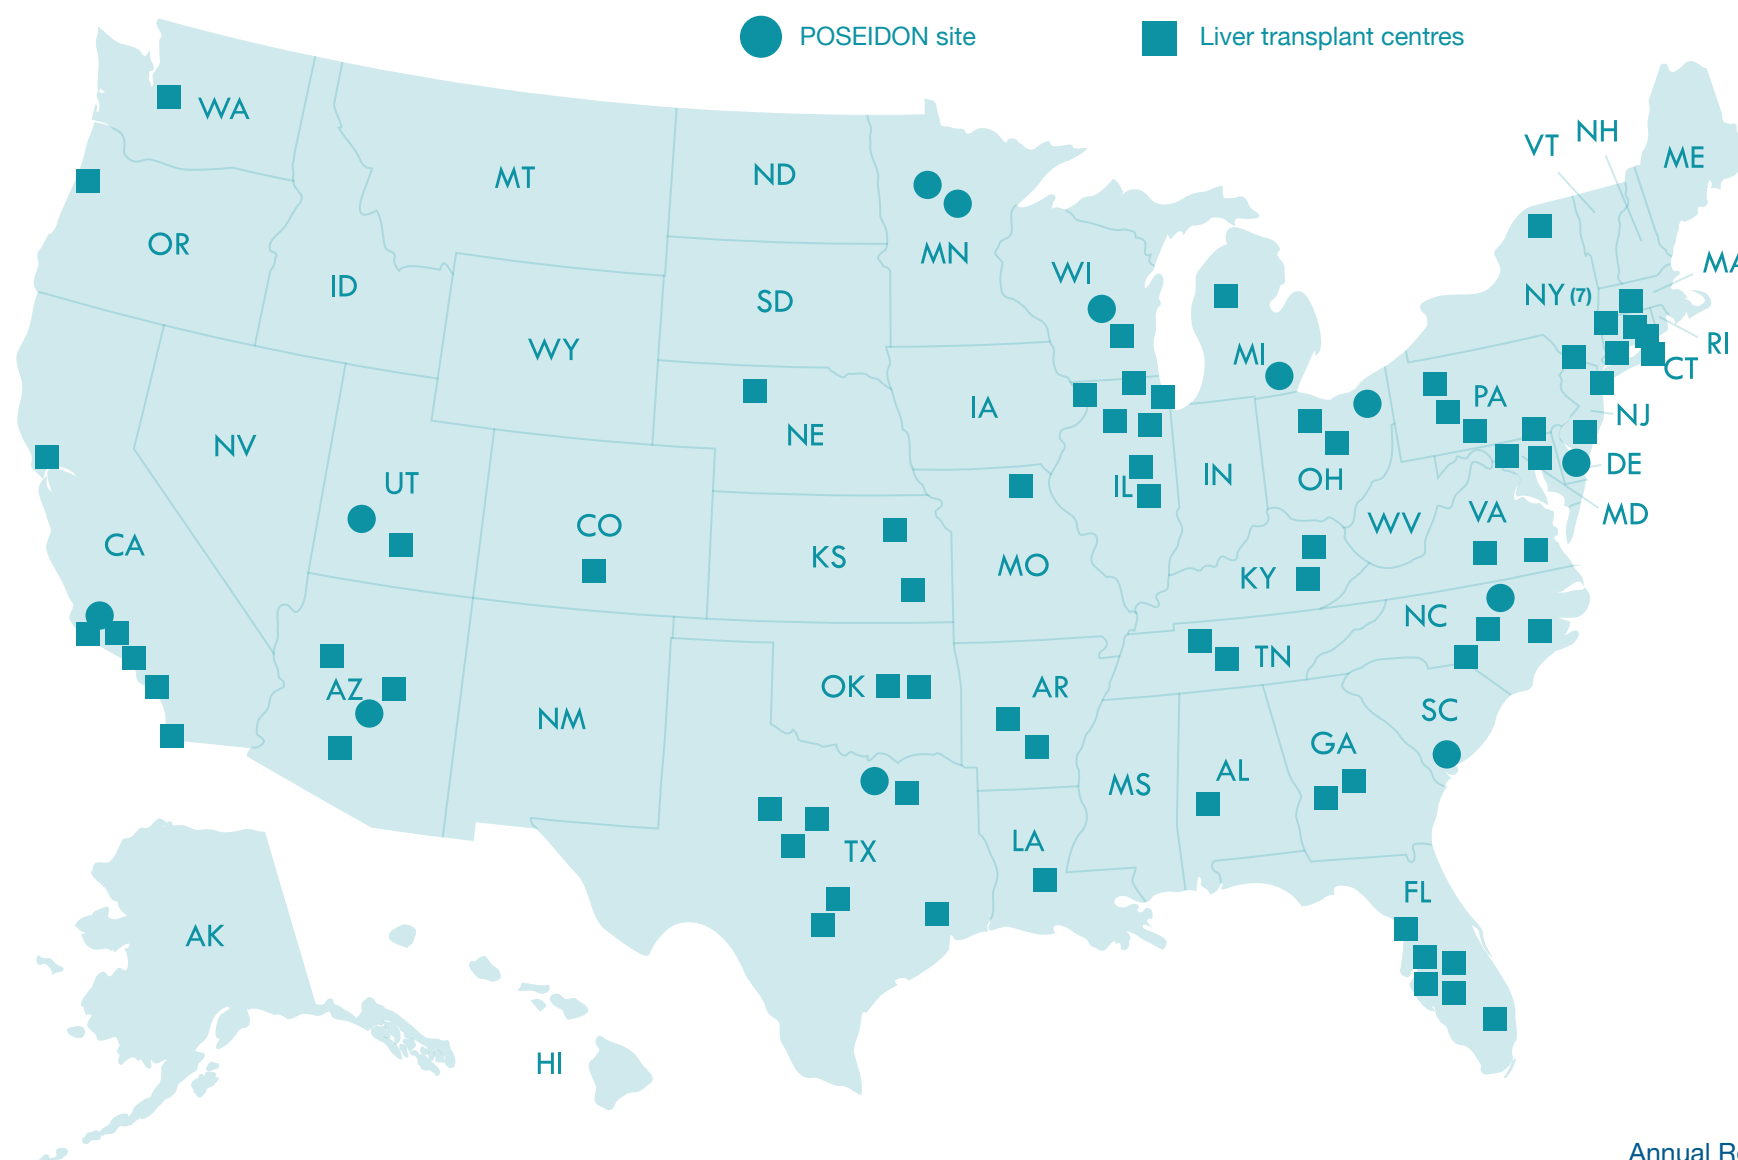 POSEIDON site
Liver transplant centres
WA
MT
ND
MN
VT
NH
ME
OR
ID
SD
WI
NY (7)
MA
WY
MI
RI
CT
NV
UT
NE
IA
PA
NJ
CA
CO
KS
MO
IL
IN
OH
DE
WV
VA
MD
KY
NC
TN
AZ
NM
OK
AR
SC
MS
AL
GA
TX
LA
FL
AK
HI
Annual